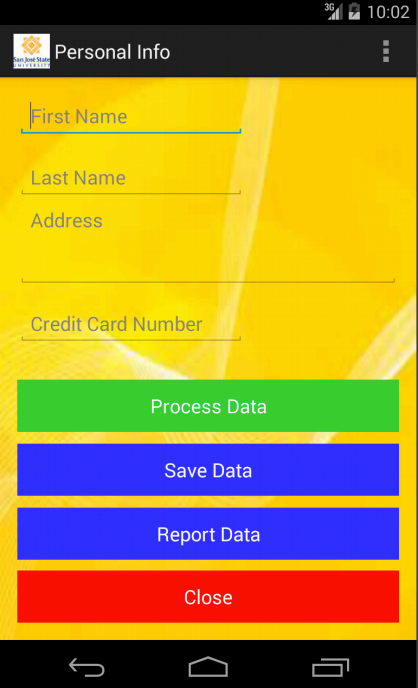 3G 10:02
San José State
UNIVERSITY
Personal Info
First Name
Last Name
Address
Credit Card Number
Process Data
Save Data
Report Data
Close